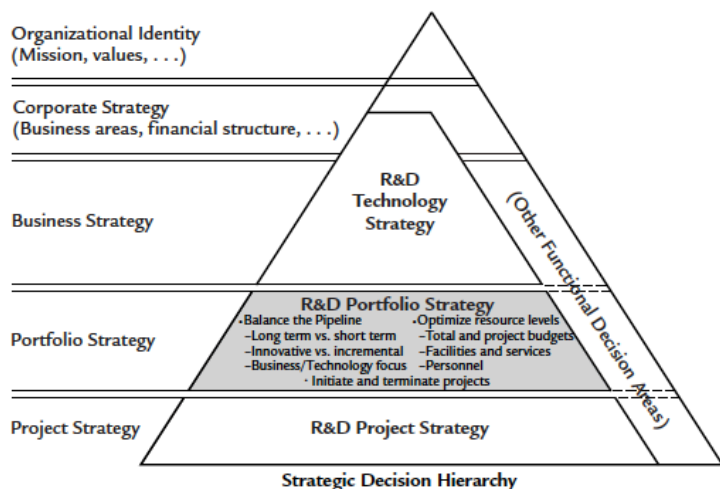 Organizational Identity
(Mission, values, . . .)
Corporate Strategy
(Business areas, financial structure, . . .)
R&D
Technology
Strategy
Business Strategy
(Other Functional Decision Areas)
R&D Portfolio Strategy
·Balance the Pipeline
–Long term vs. short term
–Innovative vs. incremental
–Business/Technology focus
·Optimize resource levels
–Total and project budgets
–Facilities and services
–Personnel
· Initiate and terminate projects
Portfolio Strategy
Project Strategy
R&D Project Strategy
Strategic Decision Hierarchy